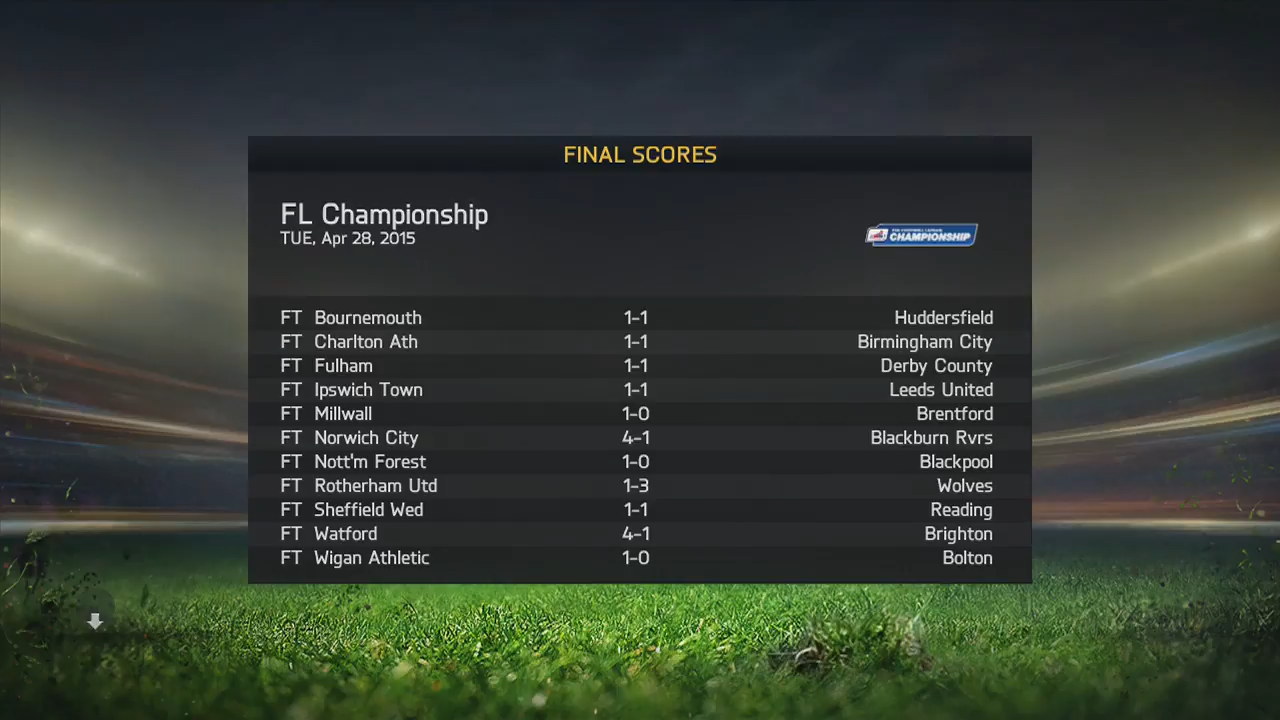 FINAL SCORES
FL Championship
TUE, Apr 28, 2015
CHAMPIONSHIP
FT Bournemouth 1-1 Huddersfield
FT Charlton Ath 1-1 Birmingham City
FT Fulham 1-1 Derby County
FT Ipswich Town 1-1 Leeds United
FT Millwall 1-0 Brentford
FT Norwich City 4-1 Blackburn Rvrs
FT Nott'm Forest 1-0 Blackpool
FT Rotherham Utd 1-3 Wolves
FT Sheffield Wed 1-1 Reading
FT Watford 4-1 Brighton
FT Wigan Athletic 1-0 Bolton